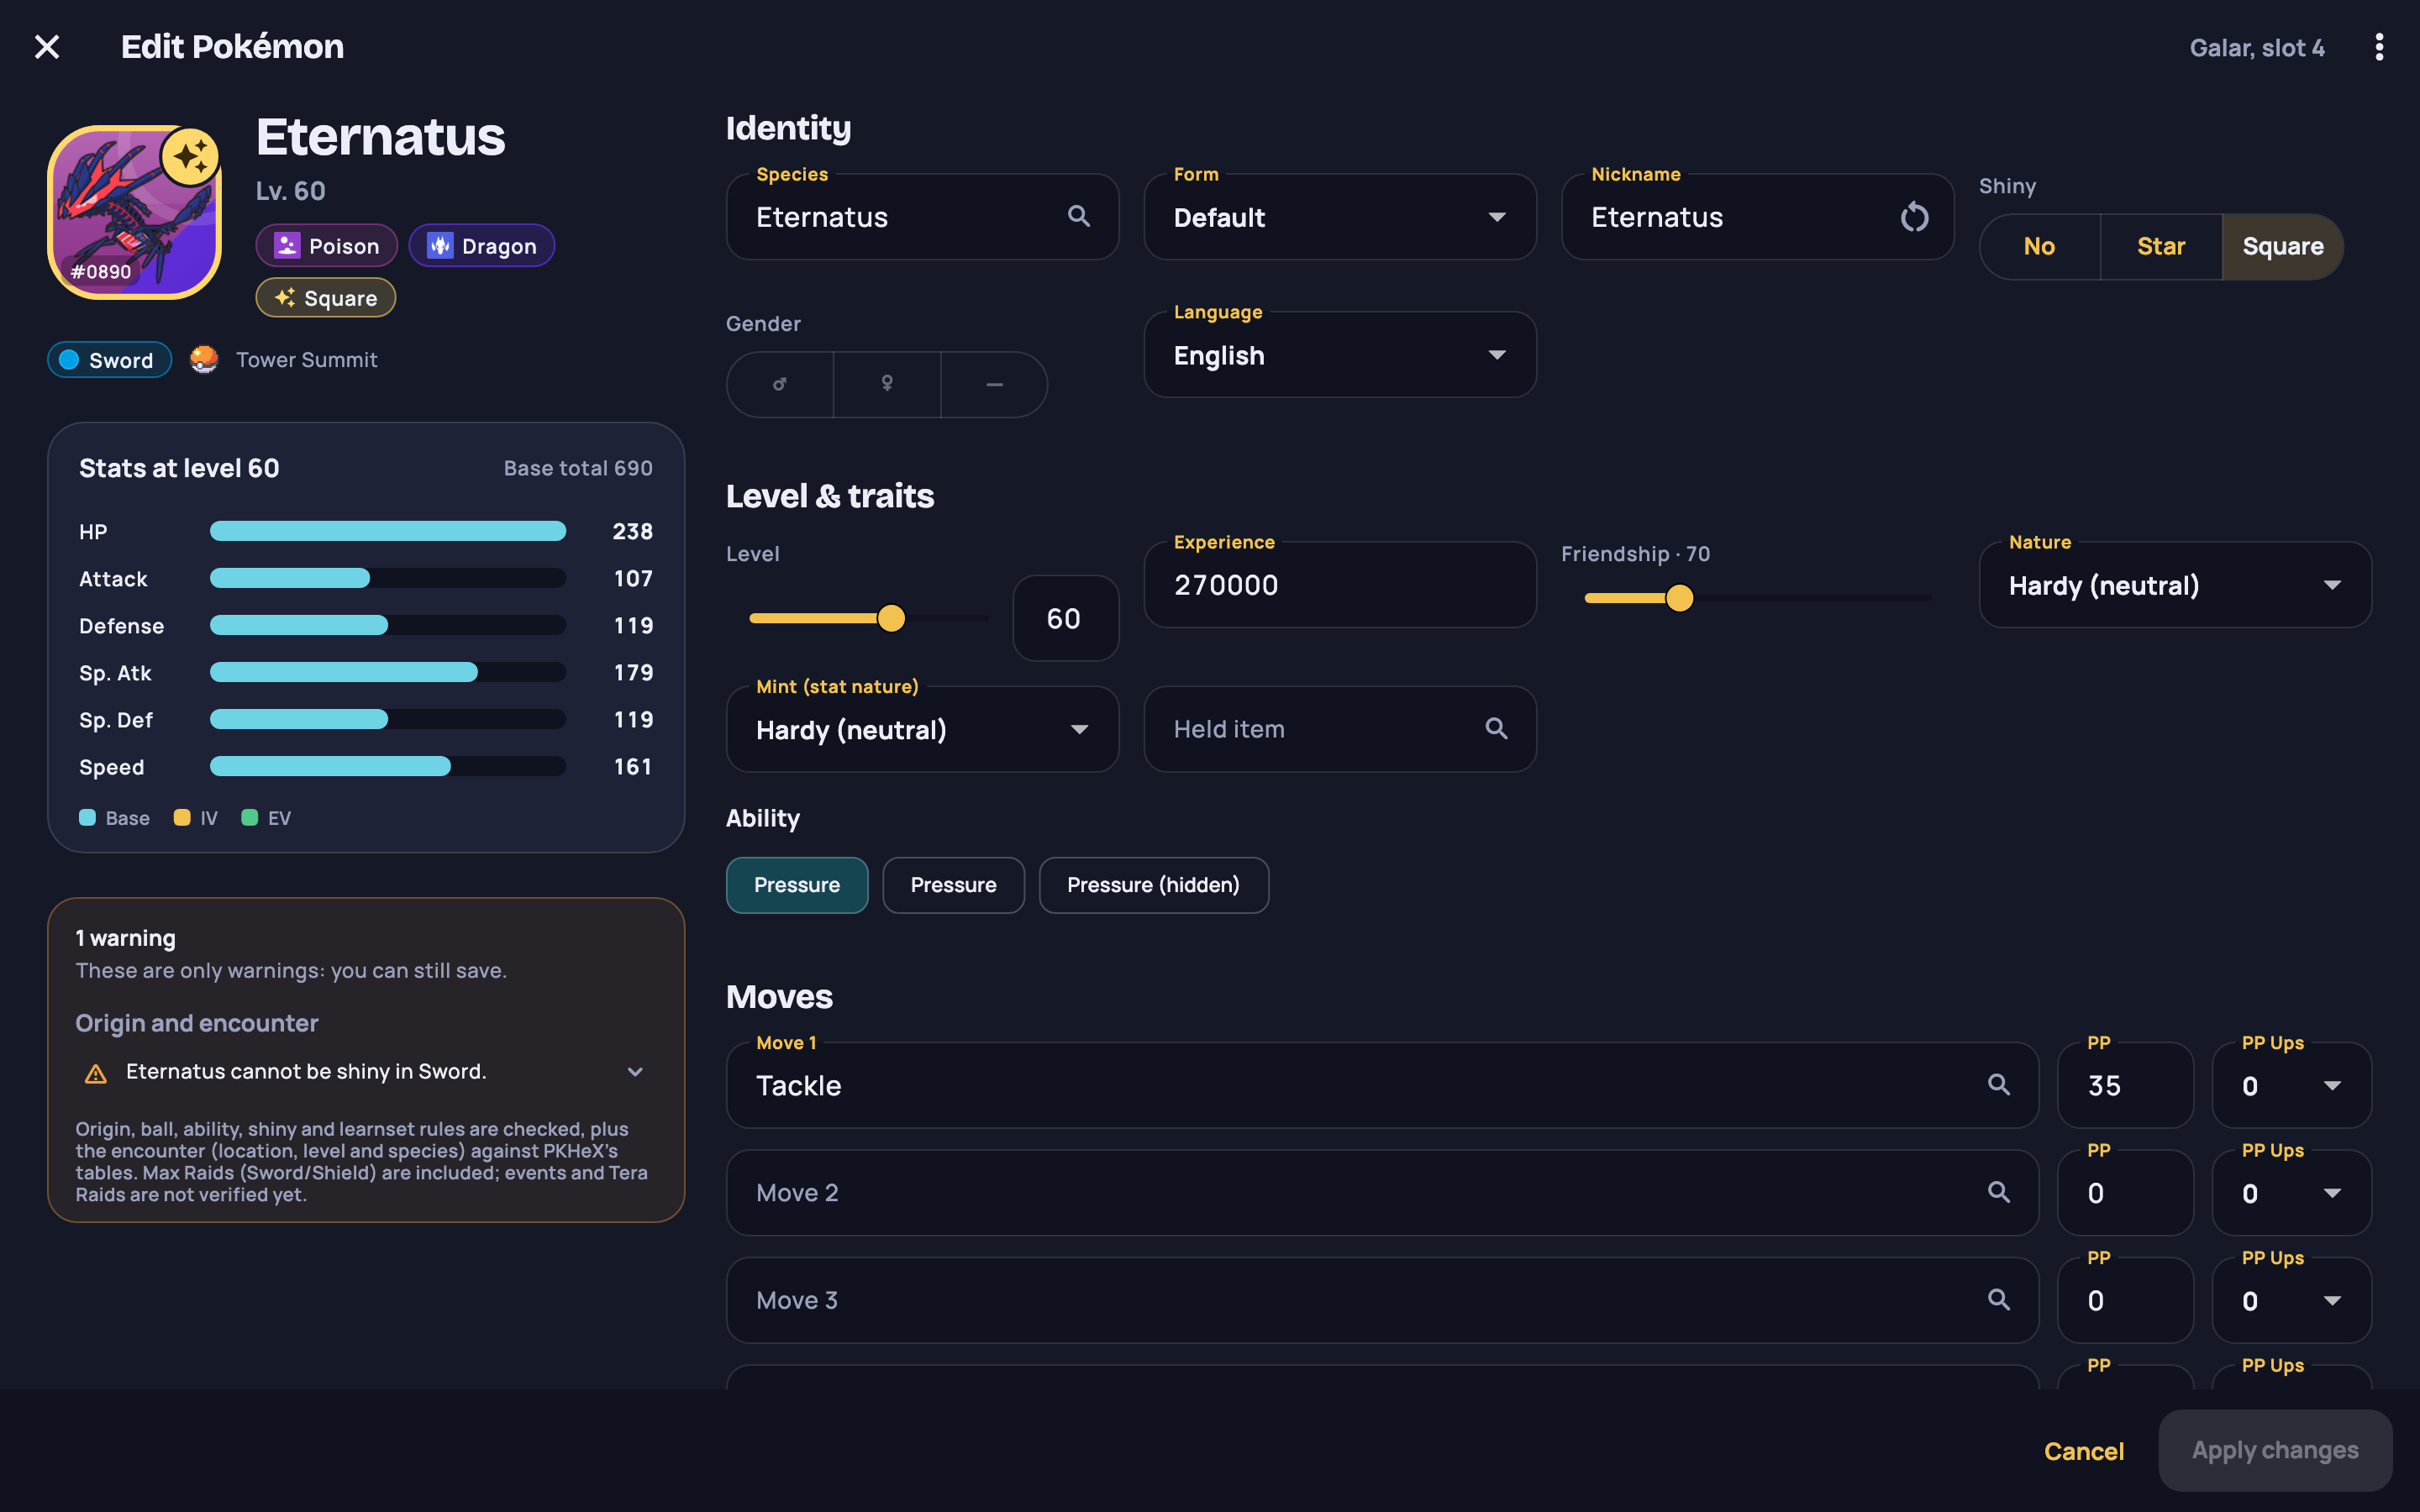 Edit Pokémon
Galar, slot 4
#0890
Eternatus
Lv. 60
Poison
Dragon
Square
Sword
Tower Summit
Stats at level 60
Base total 690
HP 238
Attack 107
Defense 119
Sp. Atk 179
Sp. Def 119
Speed 161
Base IV EV
1 warning
These are only warnings: you can still save.
Origin and encounter
Eternatus cannot be shiny in Sword.
Origin, ball, ability, shiny and learnset rules are checked, plus
the encounter (location, level and species) against PKHeX's
tables. Max Raids (Sword/Shield) are included; events and Tera
Raids are not verified yet.
Identity
Species
Eternatus
Form
Default
Nickname
Eternatus
Shiny
No Star Square
Gender
♂ ♀ –
Language
English
Level & traits
Level
60
Experience
270000
Friendship · 70
Nature
Hardy (neutral)
Mint (stat nature)
Hardy (neutral)
Held item
Ability
Pressure
Pressure
Pressure (hidden)
Moves
Move 1
Tackle
PP
35
PP Ups
0
Move 2
PP
0
PP Ups
0
Move 3
PP
0
PP Ups
0
PP
PP Ups
Cancel
Apply changes